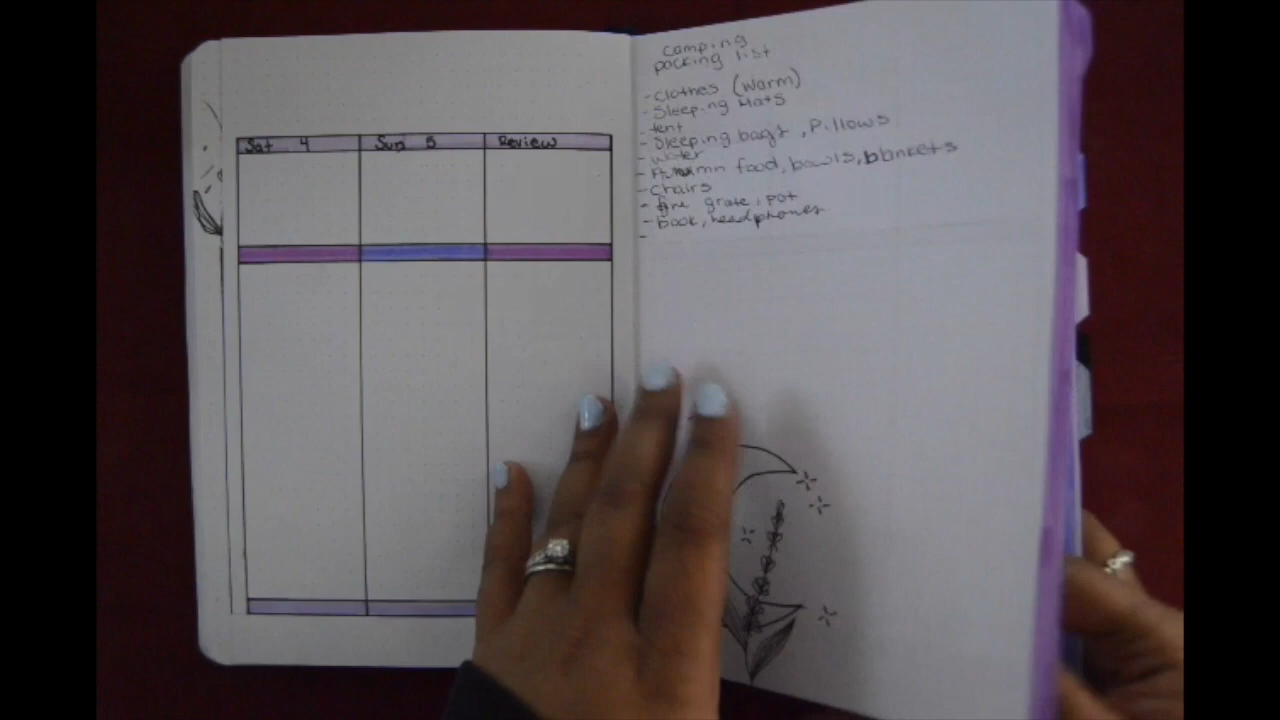 Sat 4
Sun 5
Review
camping
packing list
- Clothes (warm)
- Sleeping Mats
- tent
- Sleeping bags, Pillows
- water
- food, bowls, blankets
- Chairs
- fire grate, pot
- book, headphones
-